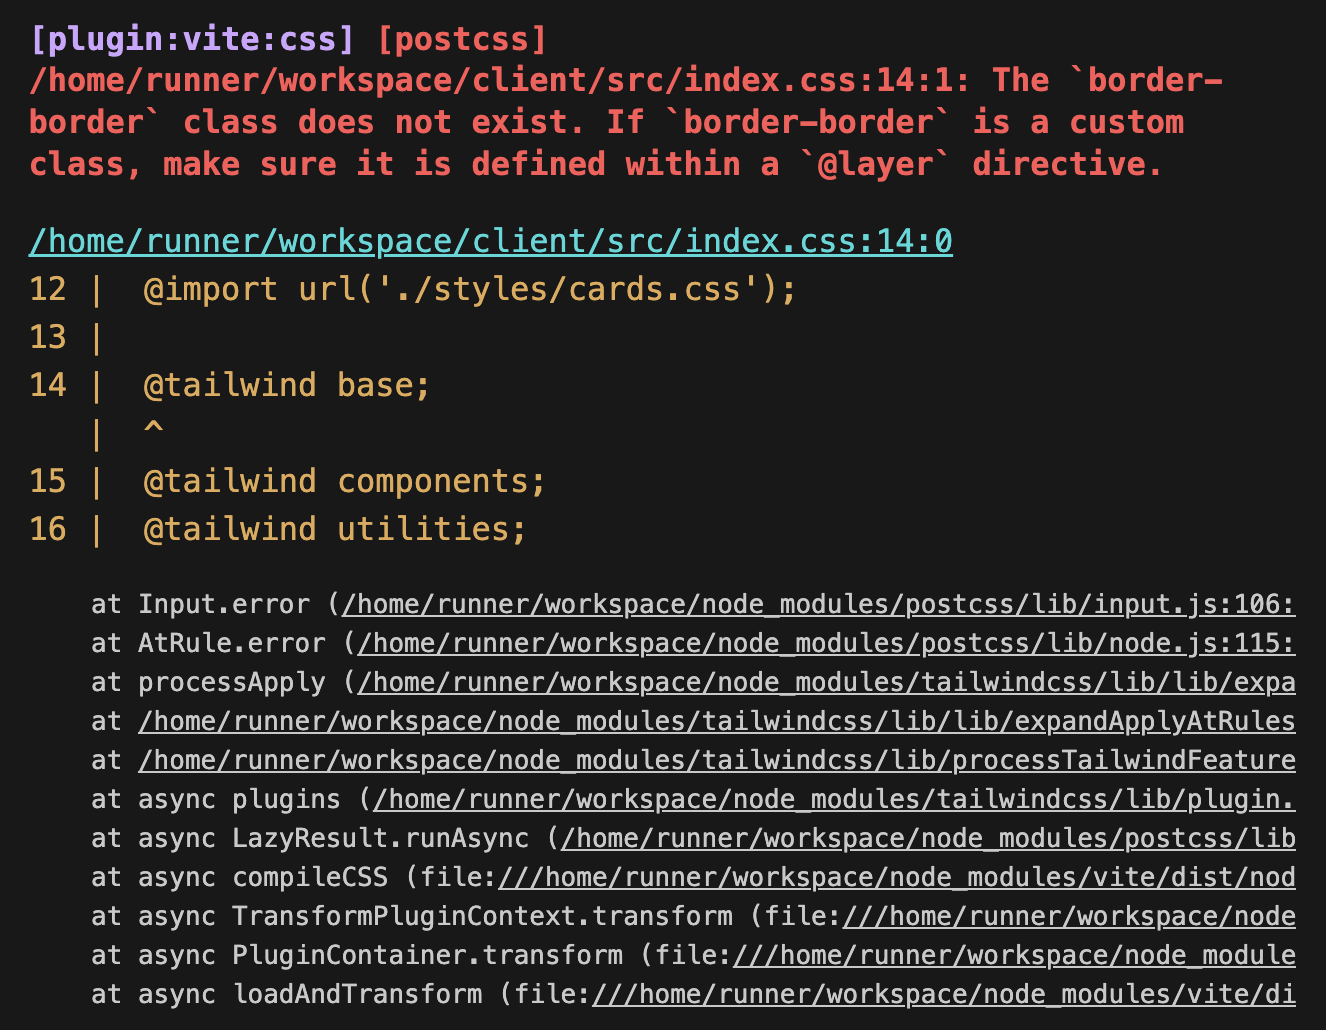 [plugin:vite:css] [postcss]
/home/runner/workspace/client/src/index.css:14:1: The `border-
border` class does not exist. If `border-border` is a custom
class, make sure it is defined within a `@layer` directive.
/home/runner/workspace/client/src/index.css:14:0
12 |  @import url('./styles/cards.css');
13 |
14 |  @tailwind base;
   |  ^
15 |  @tailwind components;
16 |  @tailwind utilities;
at Input.error (/home/runner/workspace/node_modules/postcss/lib/input.js:106:
at AtRule.error (/home/runner/workspace/node_modules/postcss/lib/node.js:115:
at processApply (/home/runner/workspace/node_modules/tailwindcss/lib/lib/expa
at /home/runner/workspace/node_modules/tailwindcss/lib/lib/expandApplyAtRules
at /home/runner/workspace/node_modules/tailwindcss/lib/processTailwindFeature
at async plugins (/home/runner/workspace/node_modules/tailwindcss/lib/plugin.
at async LazyResult.runAsync (/home/runner/workspace/node_modules/postcss/lib
at async compileCSS (file:///home/runner/workspace/node_modules/vite/dist/nod
at async TransformPluginContext.transform (file:///home/runner/workspace/node
at async PluginContainer.transform (file:///home/runner/workspace/node_module
at async loadAndTransform (file:///home/runner/workspace/node_modules/vite/di